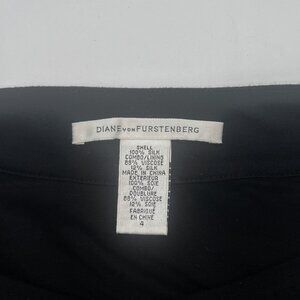 DIANE VON FURSTENBERG
SHELL
100% SILK
COMBO/LINING
88% VISCOSE
12% SILK
MADE IN CHINA
EXTERIEUR
100% SOIE
COMBO/
DOUBLURE
88% VISCOSE
12% SOIE
FABRIQUE
EN CHINE
4